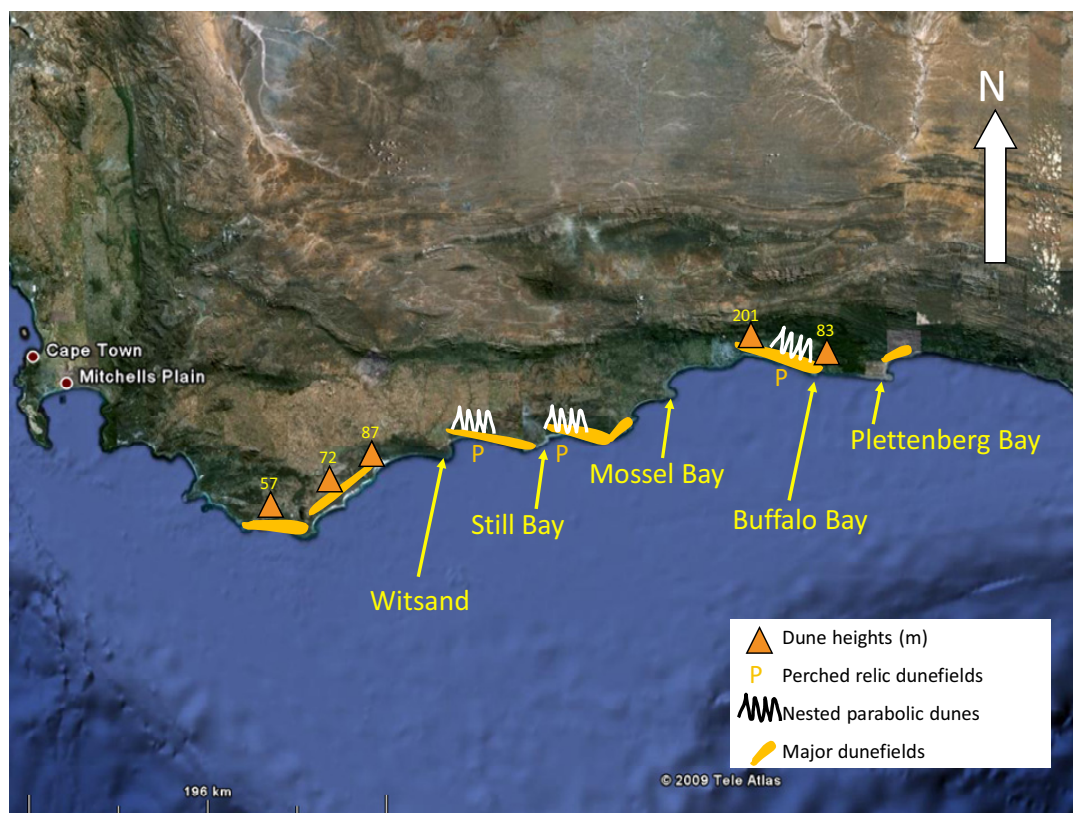 N
201
83
Cape Town
Mitchells Plain
P
87
72
57
P
P
Plettenberg Bay
Mossel Bay
Buffalo Bay
Still Bay
Witsand
Dune heights (m)
P Perched relic dunefields
Nested parabolic dunes
Major dunefields
© 2009 Tele Atlas
196 km